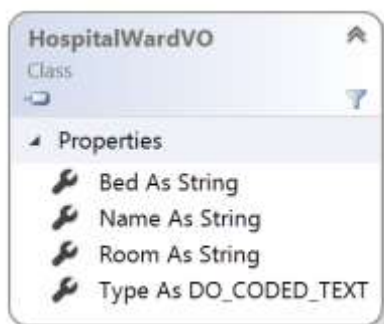 HospitalWardVO
Class
Properties
Bed As String
Name As String
Room As String
Type As DO_CODED_TEXT